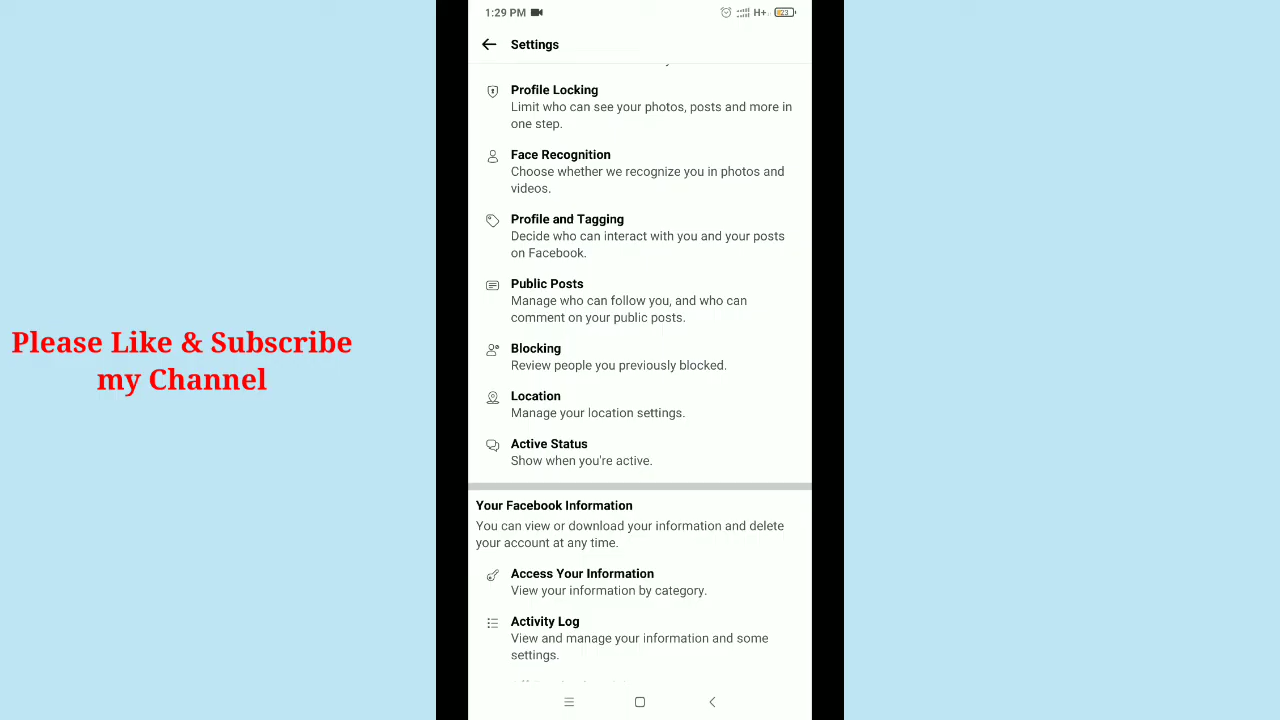 1:29 PM
H+
23
Settings
Profile Locking
Limit who can see your photos, posts and more in
one step.
Face Recognition
Choose whether we recognize you in photos and
videos.
Profile and Tagging
Decide who can interact with you and your posts
on Facebook.
Public Posts
Manage who can follow you, and who can
comment on your public posts.
Please Like & Subscribe
my Channel
Blocking
Review people you previously blocked.
Location
Manage your location settings.
Active Status
Show when you're active.
Your Facebook Information
You can view or download your information and delete
your account at any time.
Access Your Information
View your information by category.
Activity Log
View and manage your information and some
settings.